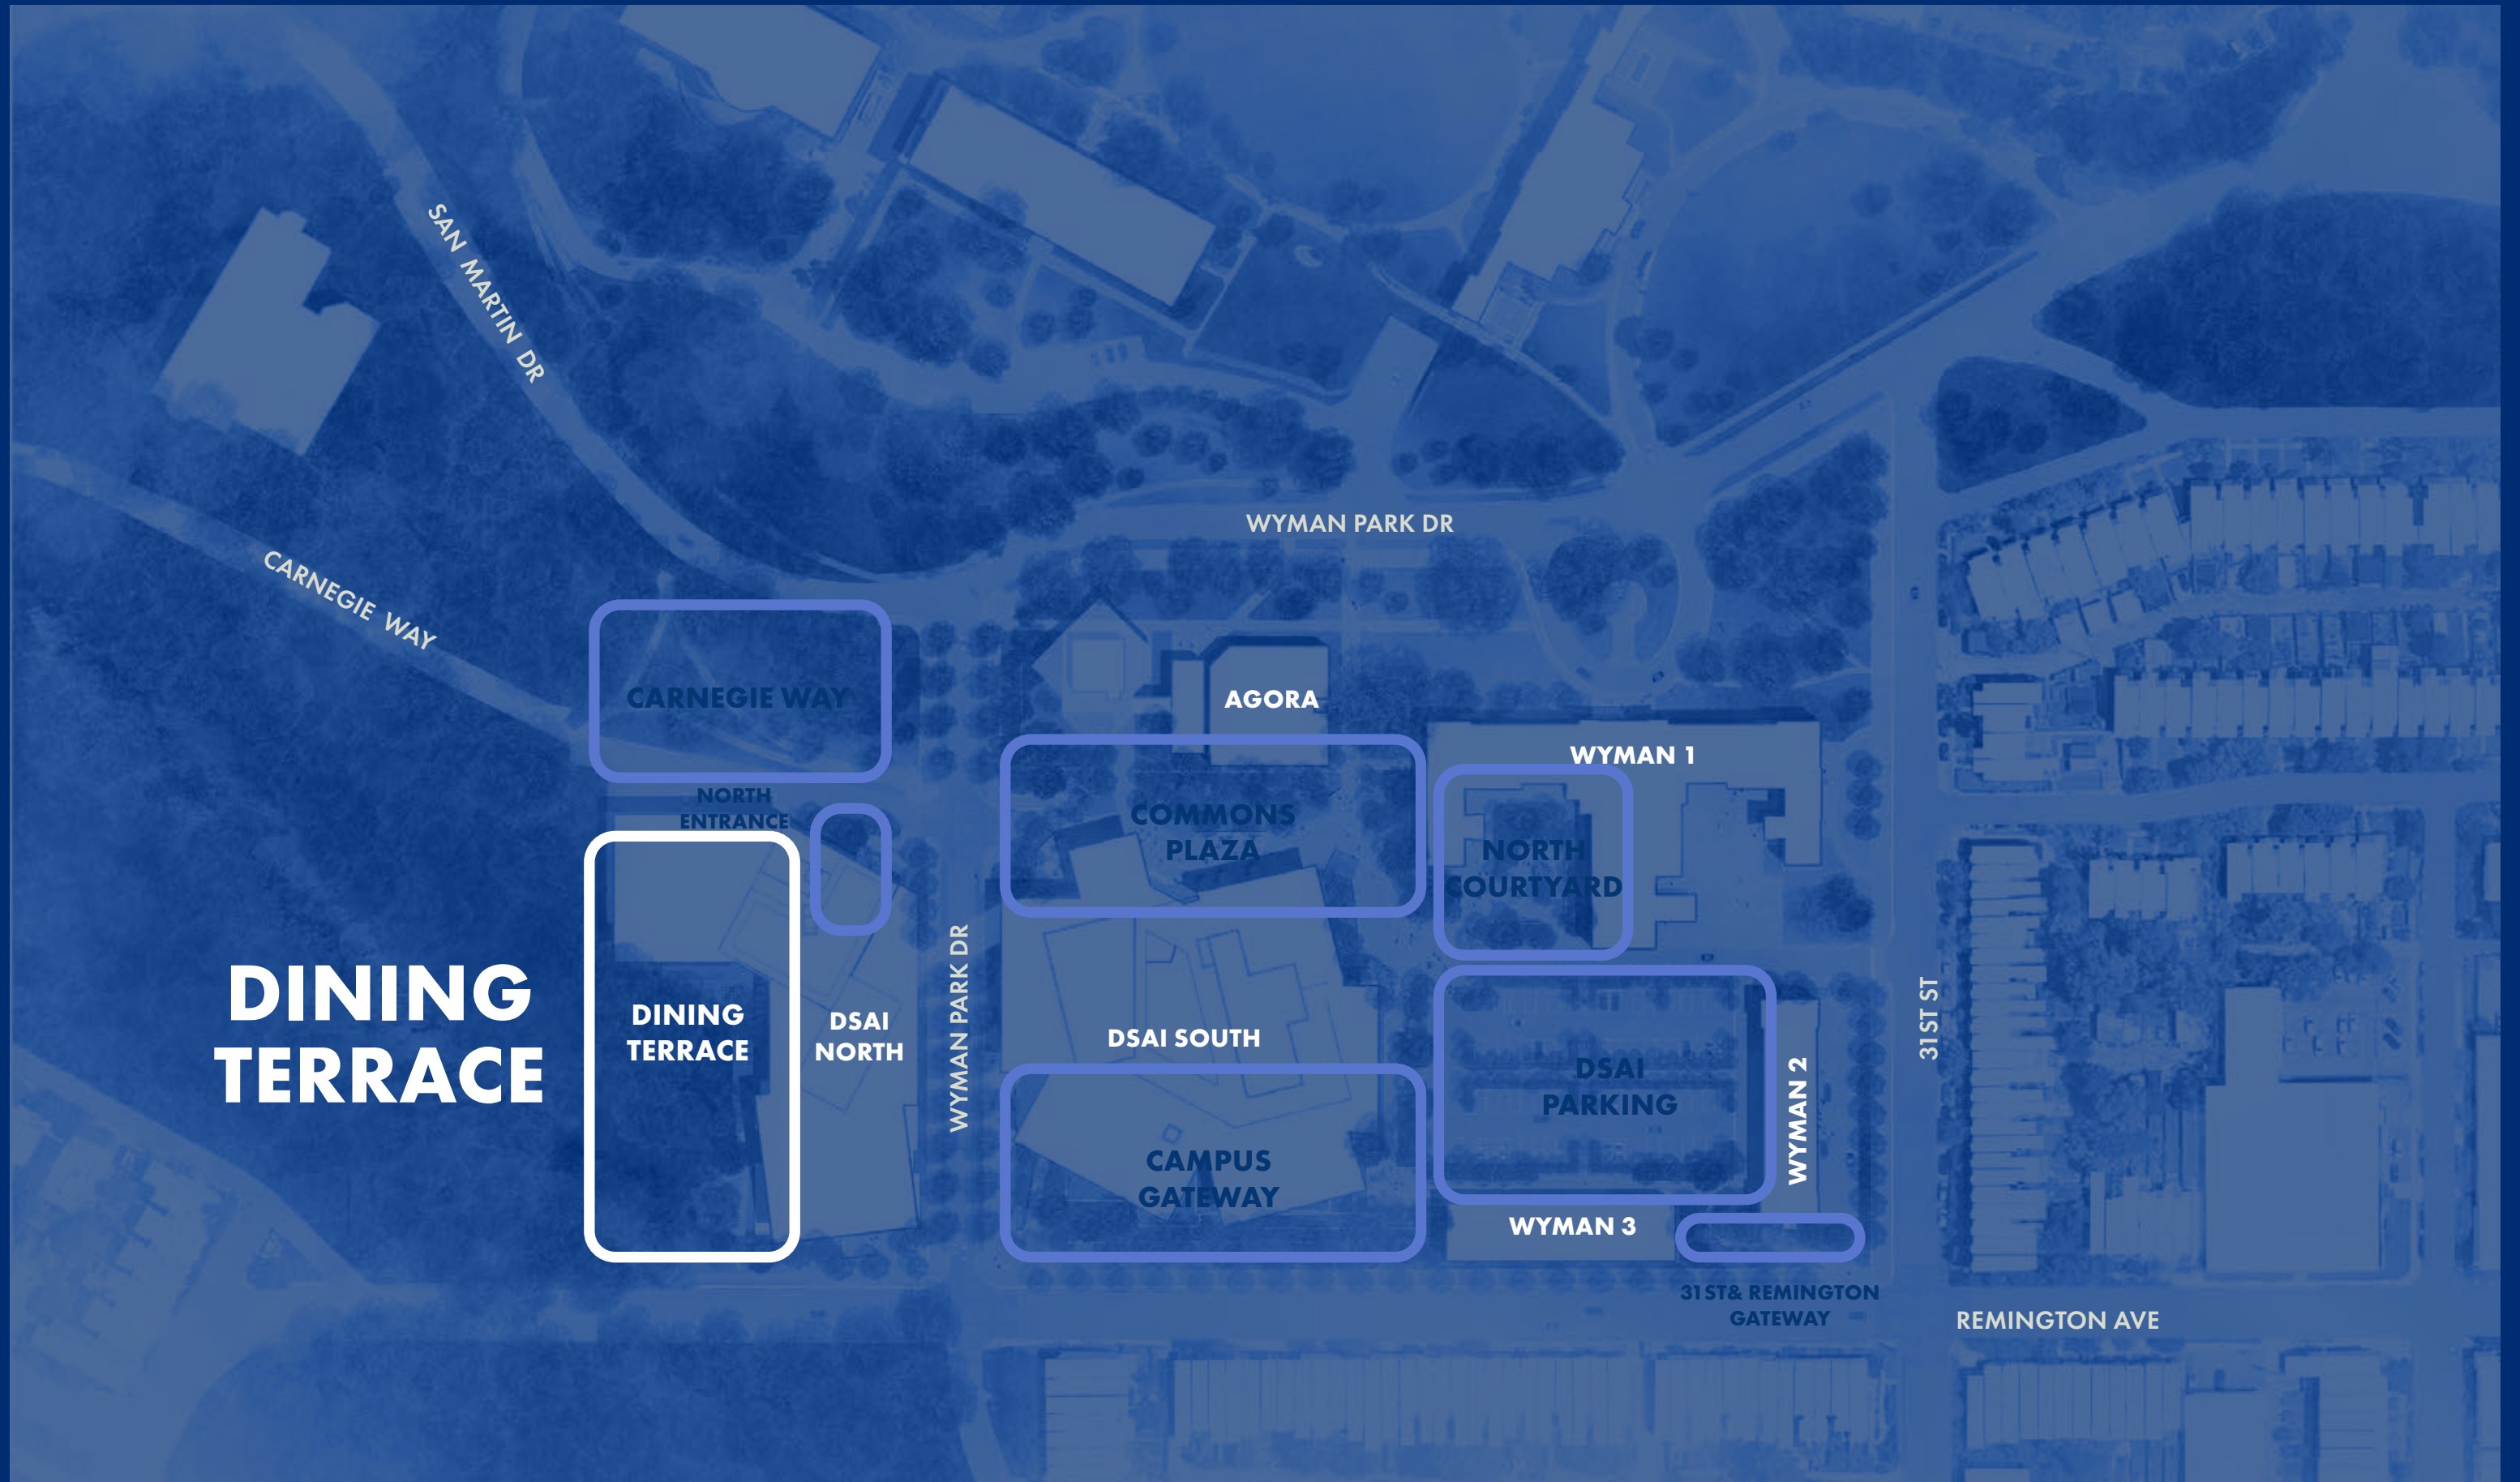 SAN MARTIN DR
WYMAN PARK DR
CARNEGIE WAY
CARNEGIE WAY
AGORA
WYMAN 1
NORTH
ENTRANCE
COMMONS
PLAZA
NORTH
COURTYARD
DINING
TERRACE
DINING
TERRACE
DSAI
NORTH
WYMAN PARK DR
DSAI SOUTH
DSAI
PARKING
WYMAN 2
31ST ST
CAMPUS
GATEWAY
WYMAN 3
31ST& REMINGTON
GATEWAY
REMINGTON AVE